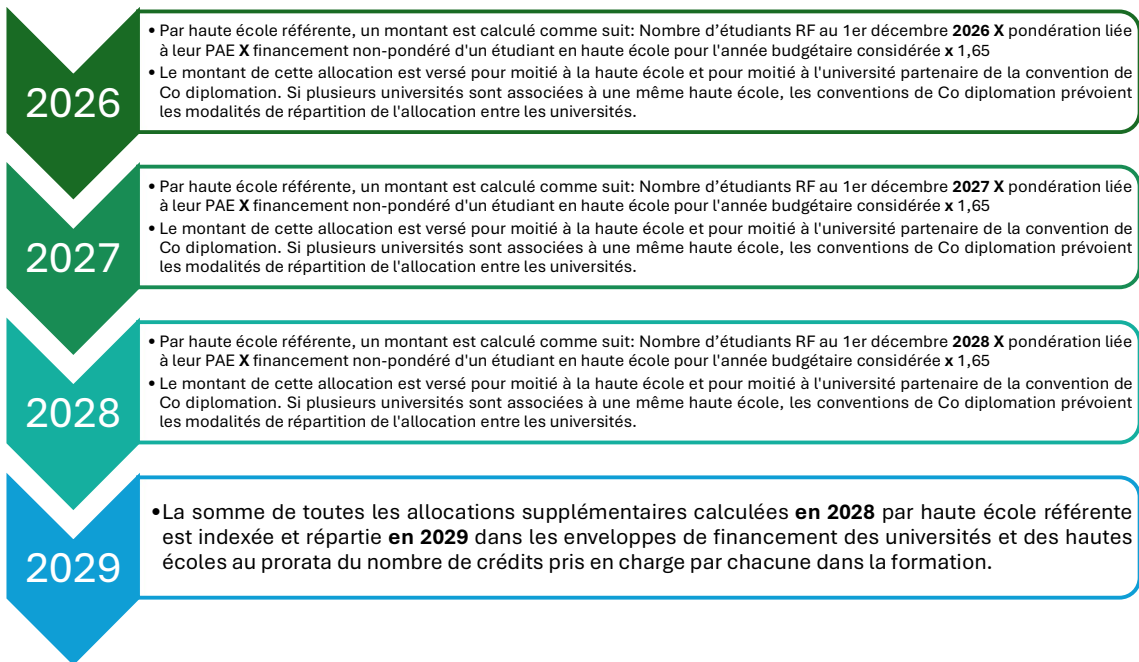 2026
• Par haute école référente, un montant est calculé comme suit: Nombre d'étudiants RF au 1er décembre 2026 X pondération liée
à leur PAE X financement non-pondéré d'un étudiant en haute école pour l'année budgétaire considérée x 1,65
• Le montant de cette allocation est versé pour moitié à la haute école et pour moitié à l'université partenaire de la convention de
Co diplomation. Si plusieurs universités sont associées à une même haute école, les conventions de Co diplomation prévoient
les modalités de répartition de l'allocation entre les universités.
2027
• Par haute école référente, un montant est calculé comme suit: Nombre d'étudiants RF au 1er décembre 2027 X pondération liée
à leur PAE X financement non-pondéré d'un étudiant en haute école pour l'année budgétaire considérée x 1,65
• Le montant de cette allocation est versé pour moitié à la haute école et pour moitié à l'université partenaire de la convention de
Co diplomation. Si plusieurs universités sont associées à une même haute école, les conventions de Co diplomation prévoient
les modalités de répartition de l'allocation entre les universités.
2028
• Par haute école référente, un montant est calculé comme suit: Nombre d'étudiants RF au 1er décembre 2028 X pondération liée
à leur PAE X financement non-pondéré d'un étudiant en haute école pour l'année budgétaire considérée x 1,65
• Le montant de cette allocation est versé pour moitié à la haute école et pour moitié à l'université partenaire de la convention de
Co diplomation. Si plusieurs universités sont associées à une même haute école, les conventions de Co diplomation prévoient
les modalités de répartition de l'allocation entre les universités.
2029
•La somme de toutes les allocations supplémentaires calculées en 2028 par haute école référente
est indexée et répartie en 2029 dans les enveloppes de financement des universités et des hautes
écoles au prorata du nombre de crédits pris en charge par chacune dans la formation.